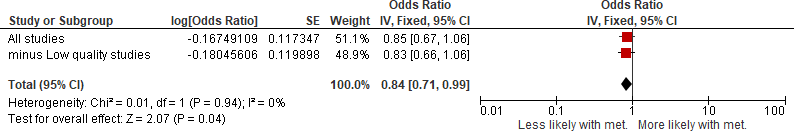 Odds Ratio Odds Ratio
Study or Subgroup log[Odds Ratio] SE Weight IV, Fixed, 95% CI IV, Fixed, 95% CI
All studies -0.16749109 0.117347 51.1% 0.85 [0.67, 1.06]
minus Low quality studies -0.18045606 0.119898 48.9% 0.83 [0.66, 1.06]
Total (95% CI) 100.0% 0.84 [0.71, 0.99]
Heterogeneity: Chi² = 0.01, df = 1 (P = 0.94); I² = 0%
Test for overall effect: Z = 2.07 (P = 0.04)
0.01 0.1 1 10 100
Less likely with met. More likely with met.